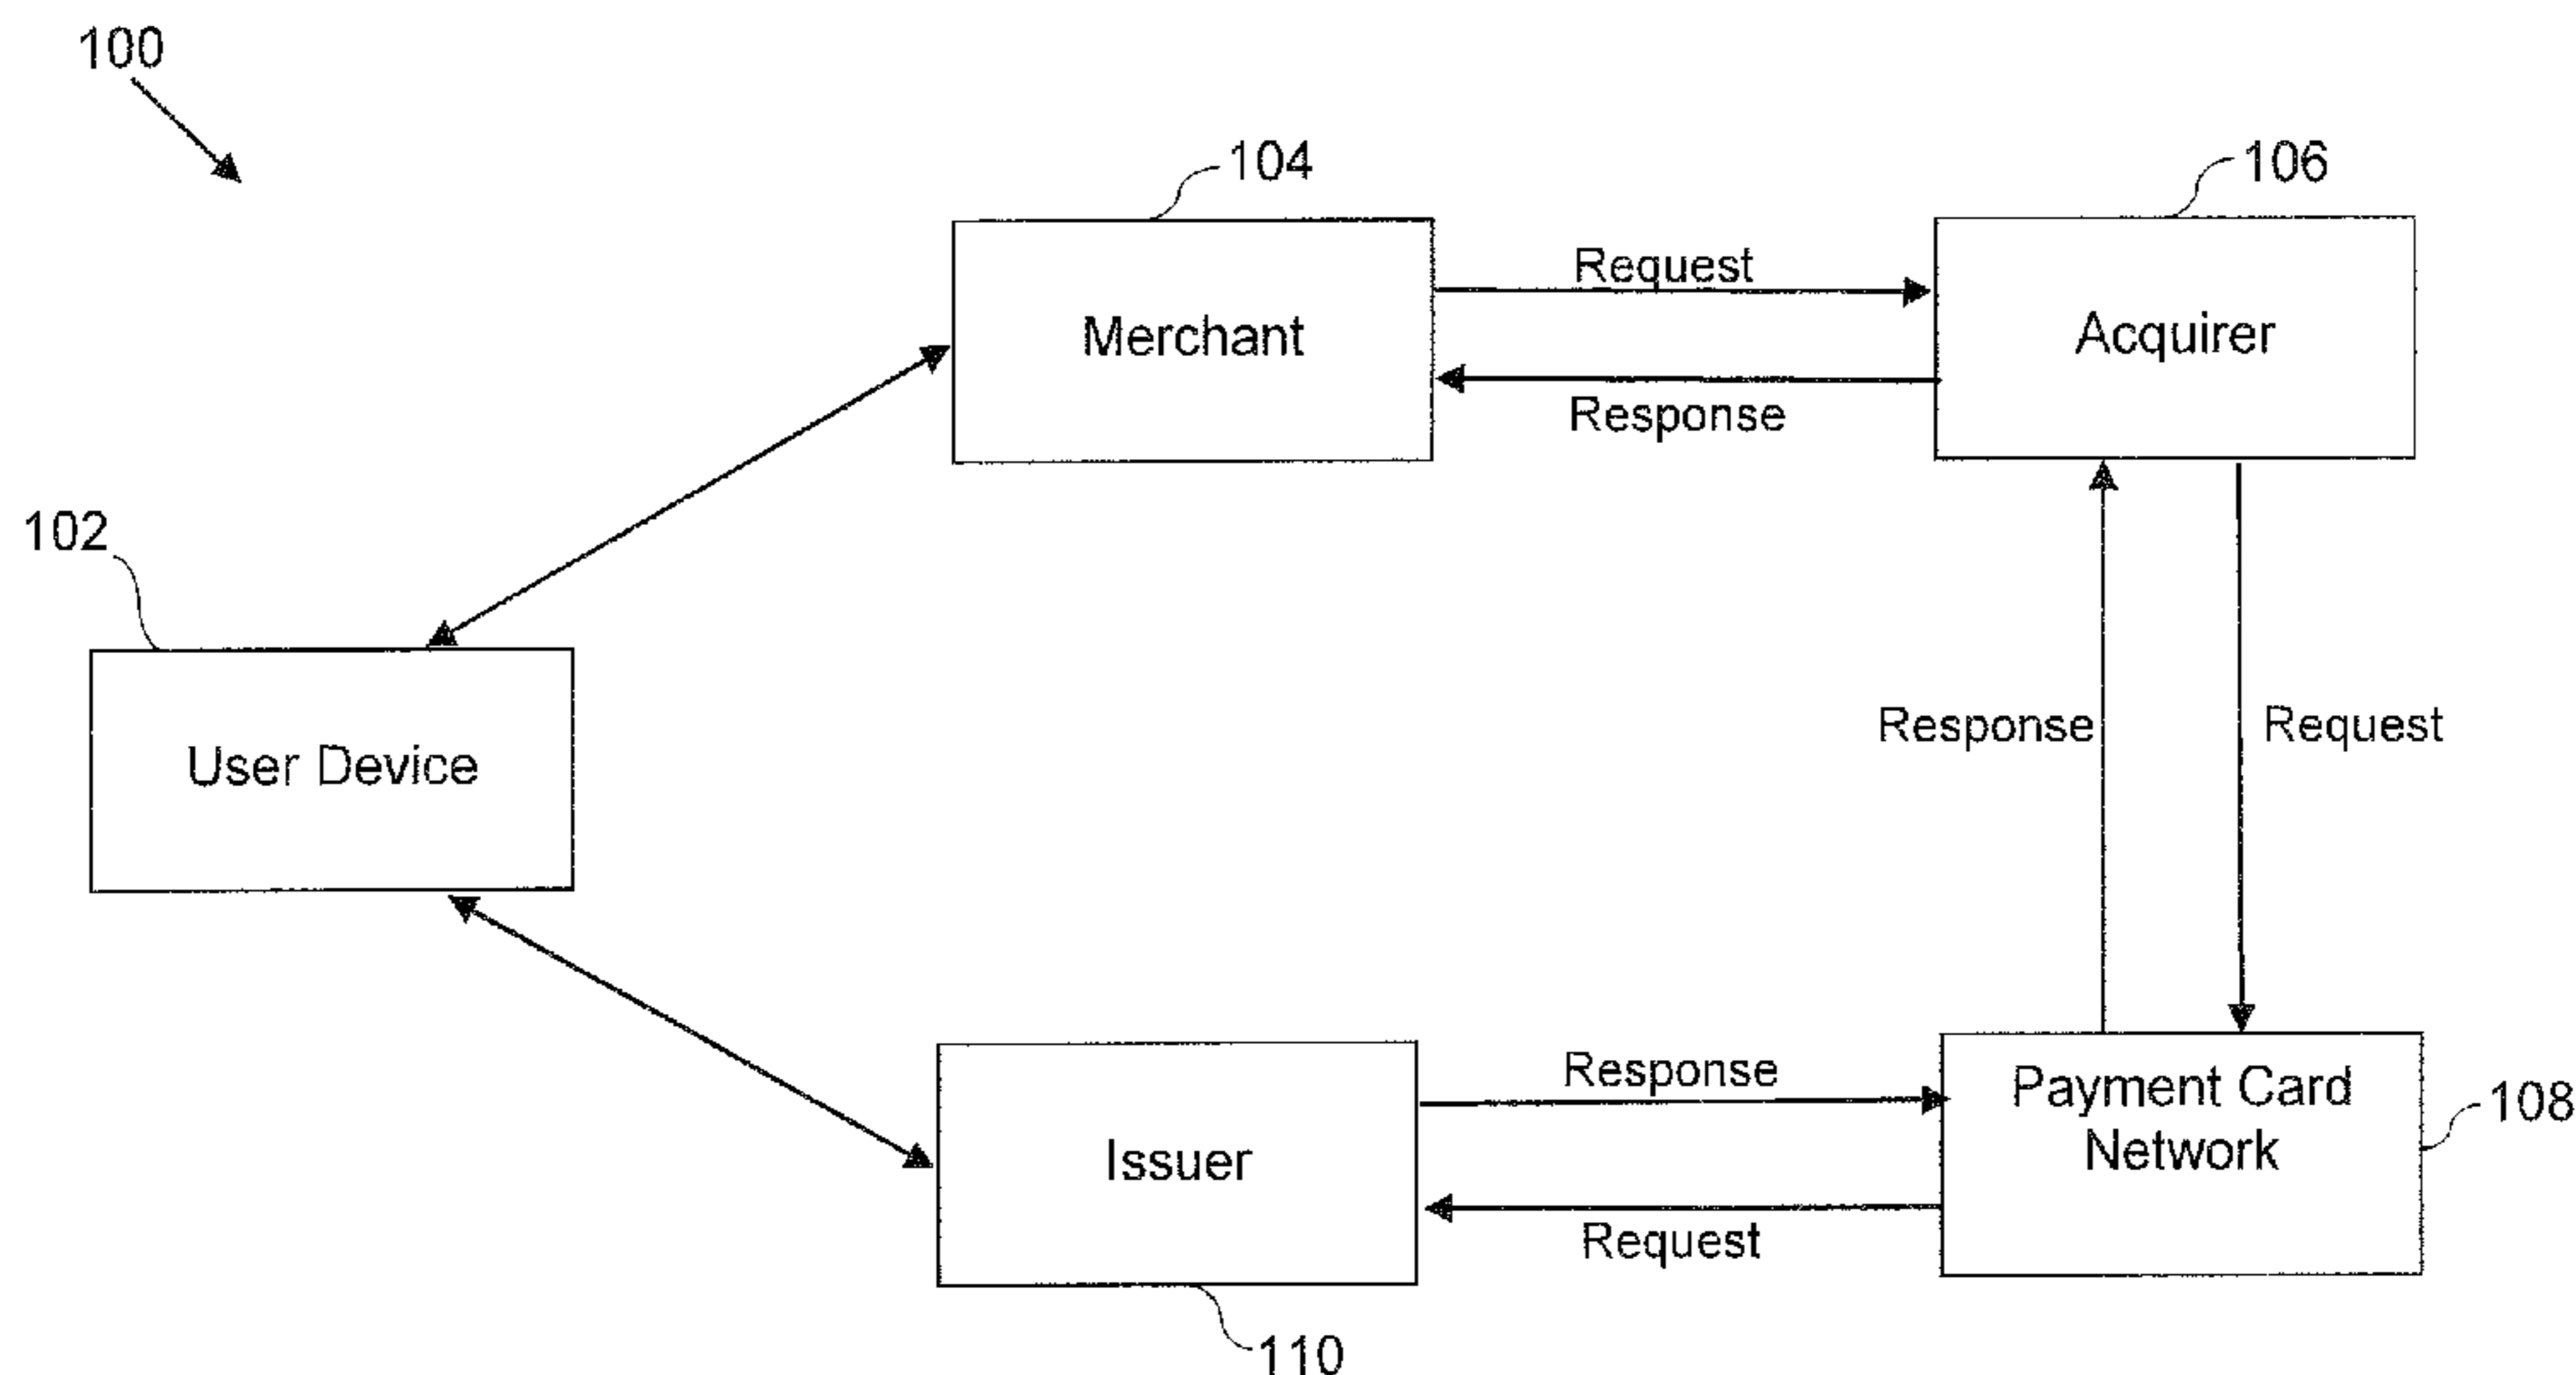 100
104
106
Request
Merchant
Acquirer
Response
102
Response
Request
User Device
Response
Payment Card
Network
108
Issuer
Request
110